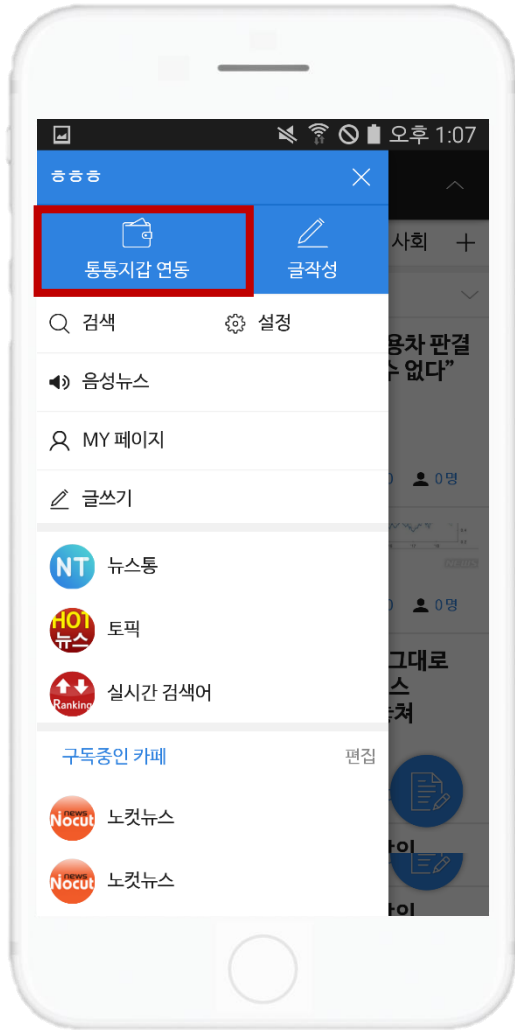 오후 1:07
ㅎㅎㅎ
통통지갑 연동
글작성
사회
검색
설정
용차 판결
수 없다”
음성뉴스
MY 페이지
0명
글쓰기
NT 뉴스통
0명
HOT 뉴스
토픽
그대로
스
Ranking
실시간 검색어
구독중인 카페
편집
news Nocut
노컷뉴스
news Nocut
노컷뉴스